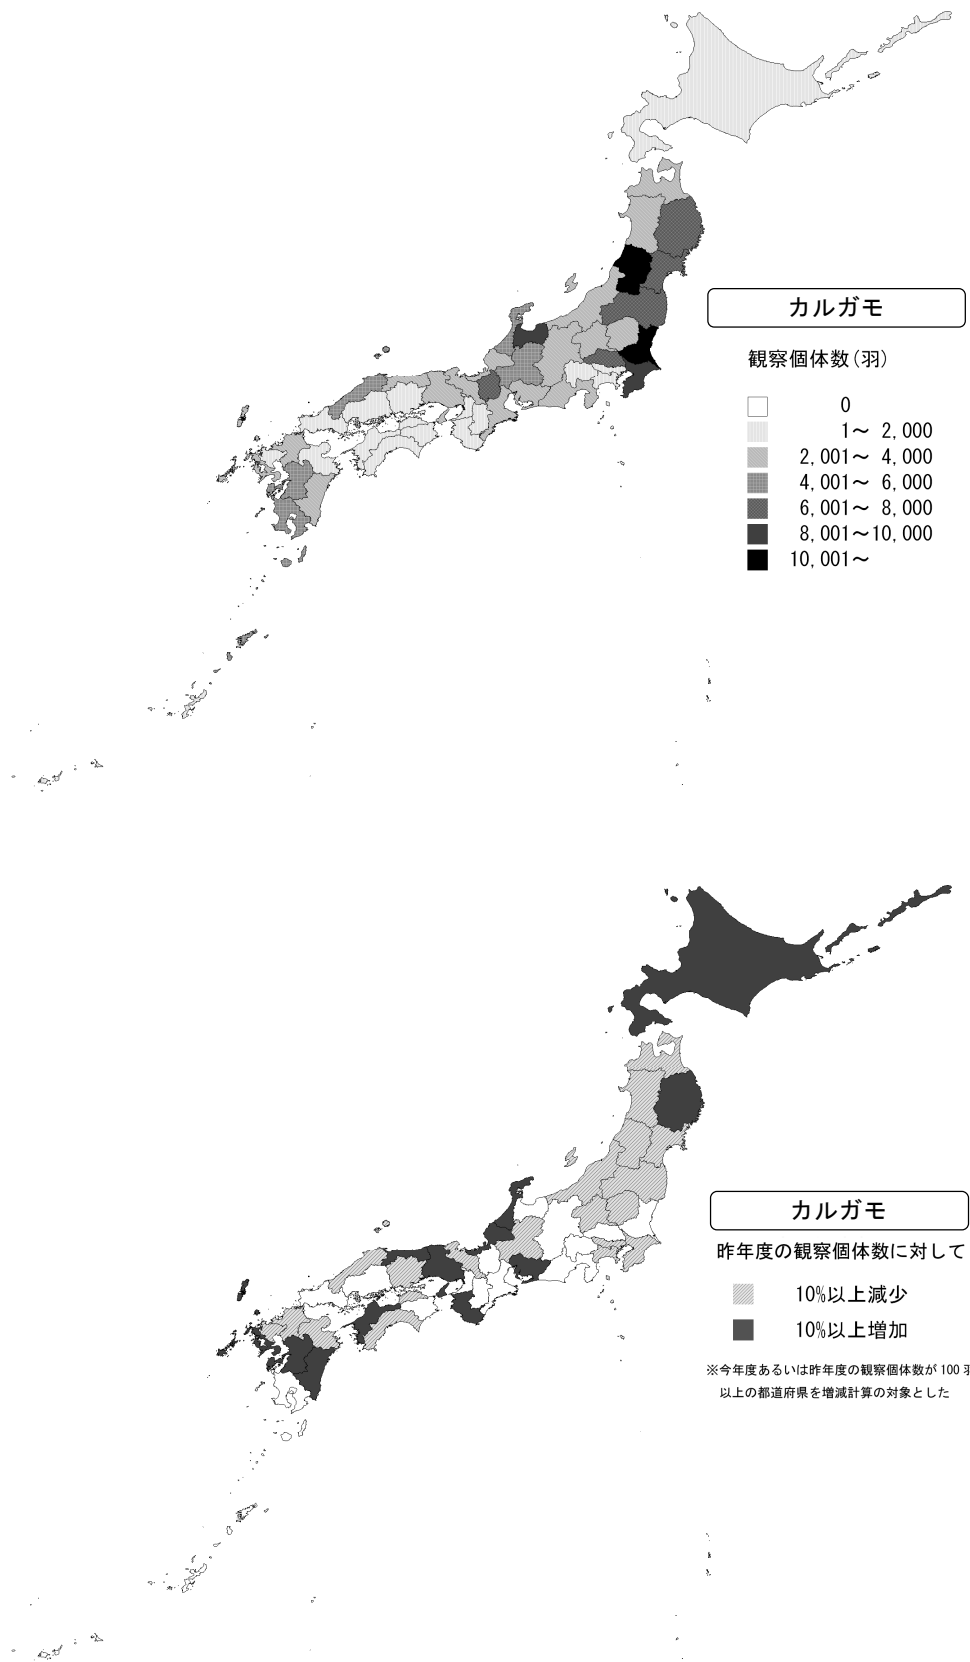 カルガモ
観察個体数(羽)
0
1～ 2,000
2,001～ 4,000
4,001～ 6,000
6,001～ 8,000
8,001～10,000
10,001～
カルガモ
昨年度の観察個体数に対して
10%以上減少
10%以上増加
※今年度あるいは昨年度の観察個体数が 100 羽
以上の都道府県を増減計算の対象とした